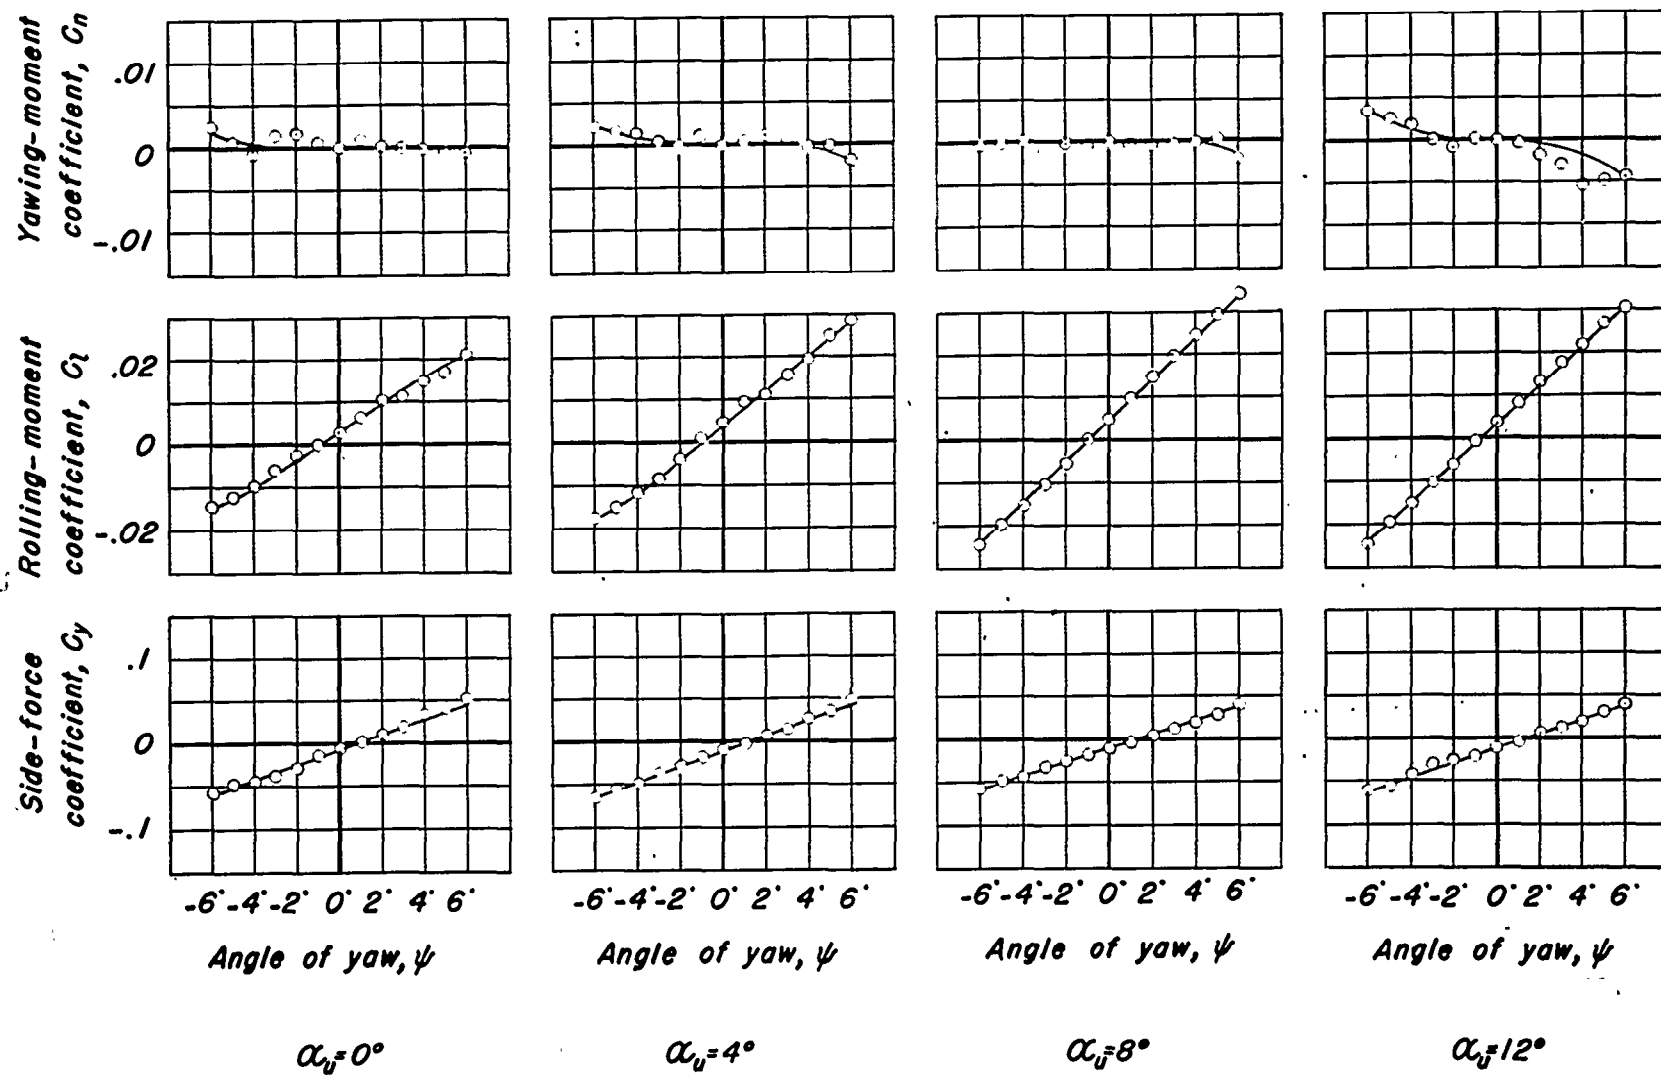 Yawing-moment
coefficient, Cn
.01
0
-.01
Rolling-moment
coefficient, Cl
.02
0
-.02
Side-force
coefficient, Cy
.1
0
-.1
-6° -4° -2° 0° 2° 4° 6°
-6° -4° -2° 0° 2° 4° 6°
-6° -4° -2° 0° 2° 4° 6°
-6° -4° -2° 0° 2° 4° 6°
Angle of yaw, ψ
Angle of yaw, ψ
Angle of yaw, ψ
Angle of yaw, ψ
αu=0°
αu=4°
αu=8°
αu=12°